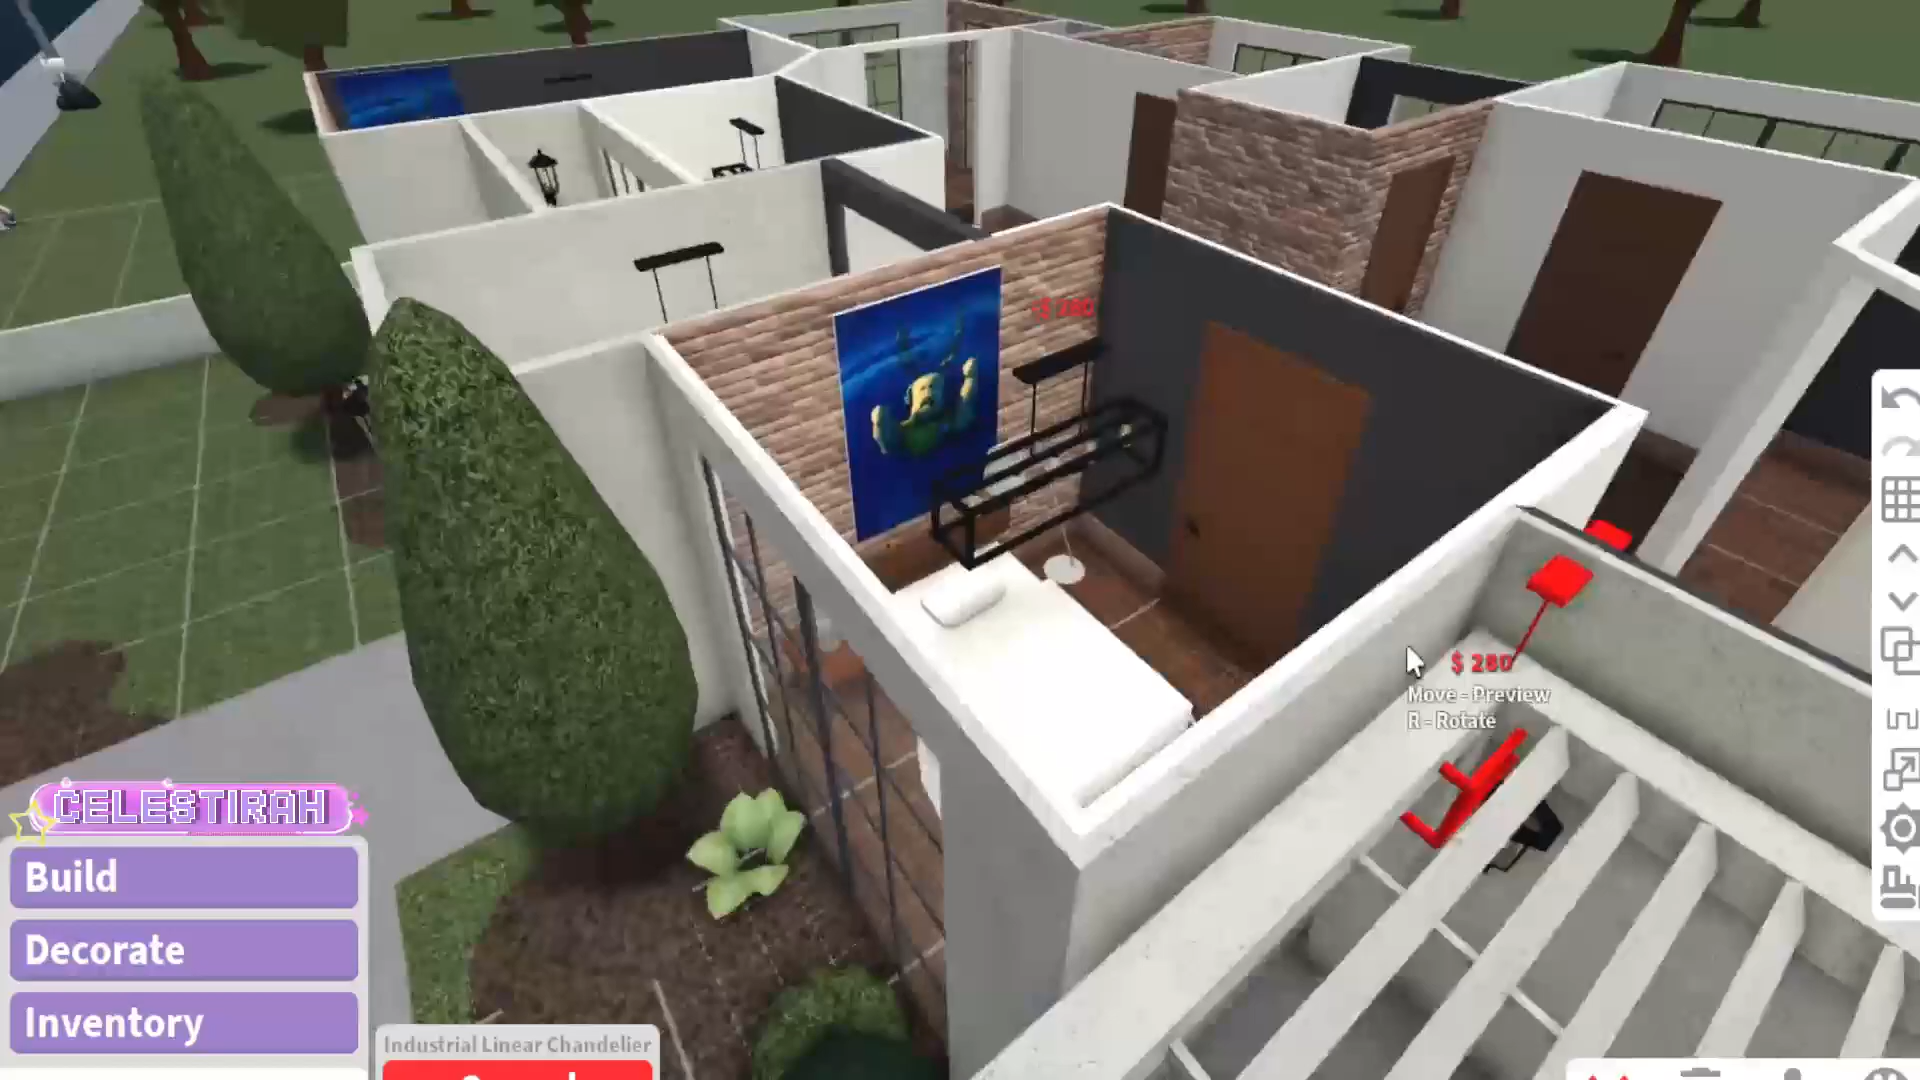 -$ 280
$ 280
Move - Preview
R - Rotate
CELESTIRAH
Build
Decorate
Inventory
Industrial Linear Chandelier